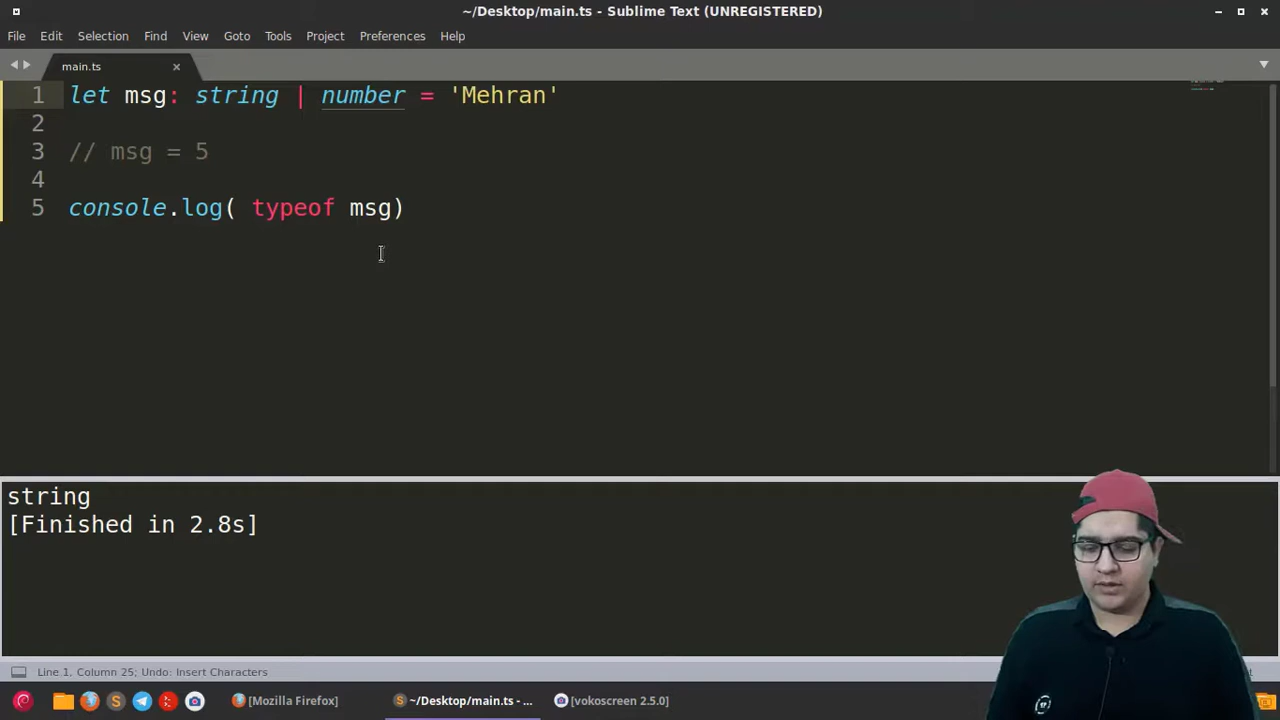 ~/Desktop/main.ts - Sublime Text (UNREGISTERED)
File Edit Selection Find View Goto Tools Project Preferences Help
main.ts
1 let msg: string | number = 'Mehran'
2
3 // msg = 5
4
5 console.log( typeof msg)
string
[Finished in 2.8s]
Line 1, Column 25; Undo: Insert Characters
[Mozilla Firefox] ~/Desktop/main.ts - ... [vokoscreen 2.5.0]